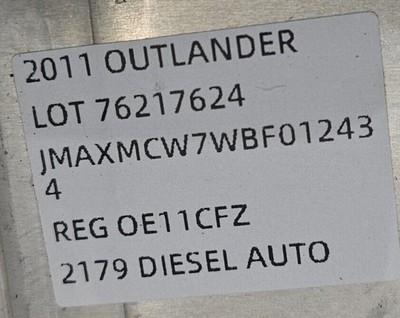 2011 OUTLANDER
LOT 76217624
JMAXMCW7WBF01243
4
REG OE11CFZ
2179 DIESEL AUTO